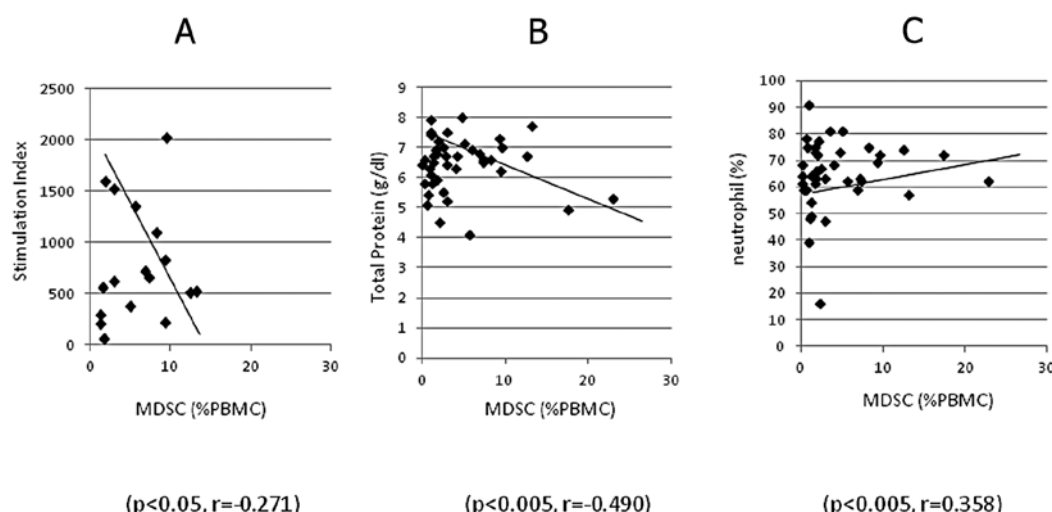 A
B
C
Stimulation Index
2500
2000
1500
1000
500
0
0 10 20 30
MDSC (%PBMC)
(p<0.05, r=-0.271)
Total Protein (g/dl)
9
8
7
6
5
4
3
2
1
0
0 10 20 30
MDSC (%PBMC)
(p<0.005, r=-0.490)
neutrophil (%)
100
90
80
70
60
50
40
30
20
10
0
0 10 20 30
MDSC (%PBMC)
(p<0.005, r=0.358)